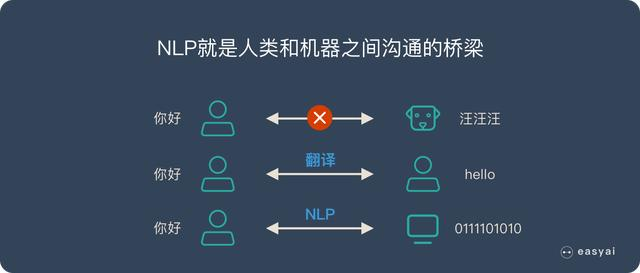 NLP就是人类和机器之间沟通的桥梁
你好 汪汪汪
你好 翻译 hello
你好 NLP 0111101010
easyai